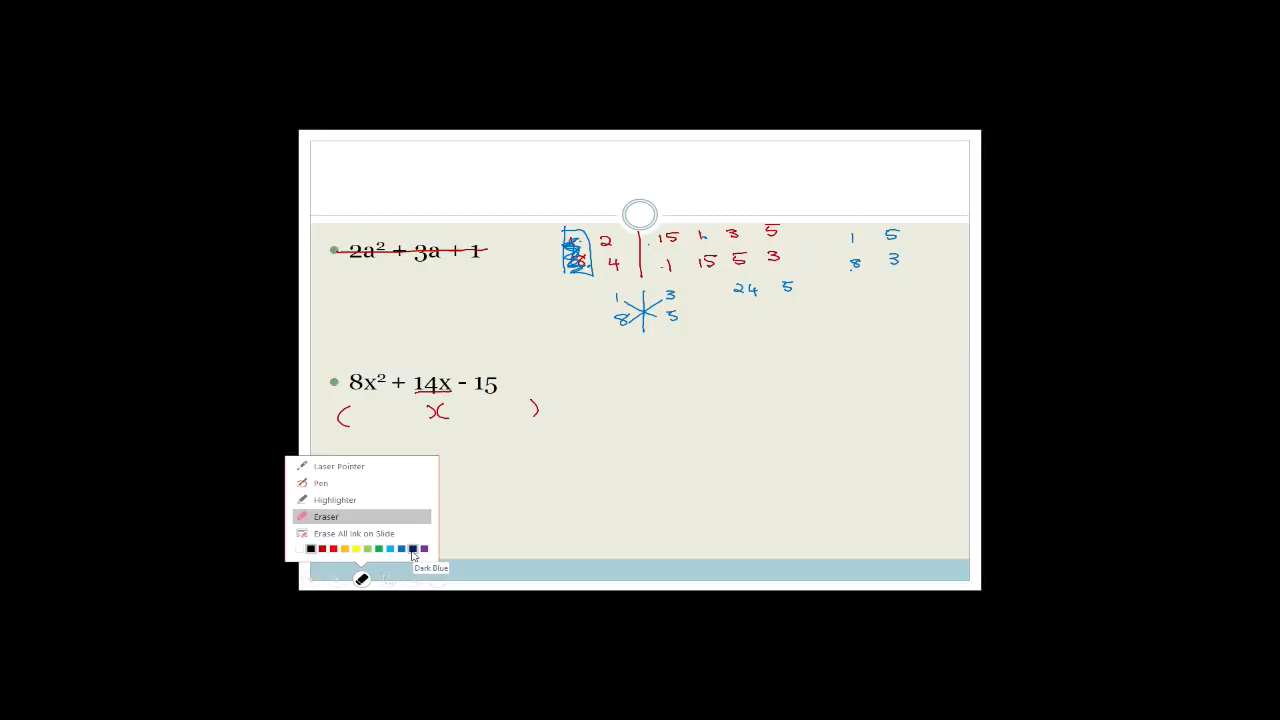 2a² + 3a + 1
2 15 1 3 5 1 5
8 4 1 15 5 3 8 3
24 5
1 3
8 5
8x² + 14x - 15
( )( )
Laser Pointer
Pen
Highlighter
Eraser
Erase All Ink on Slide
Dark Blue